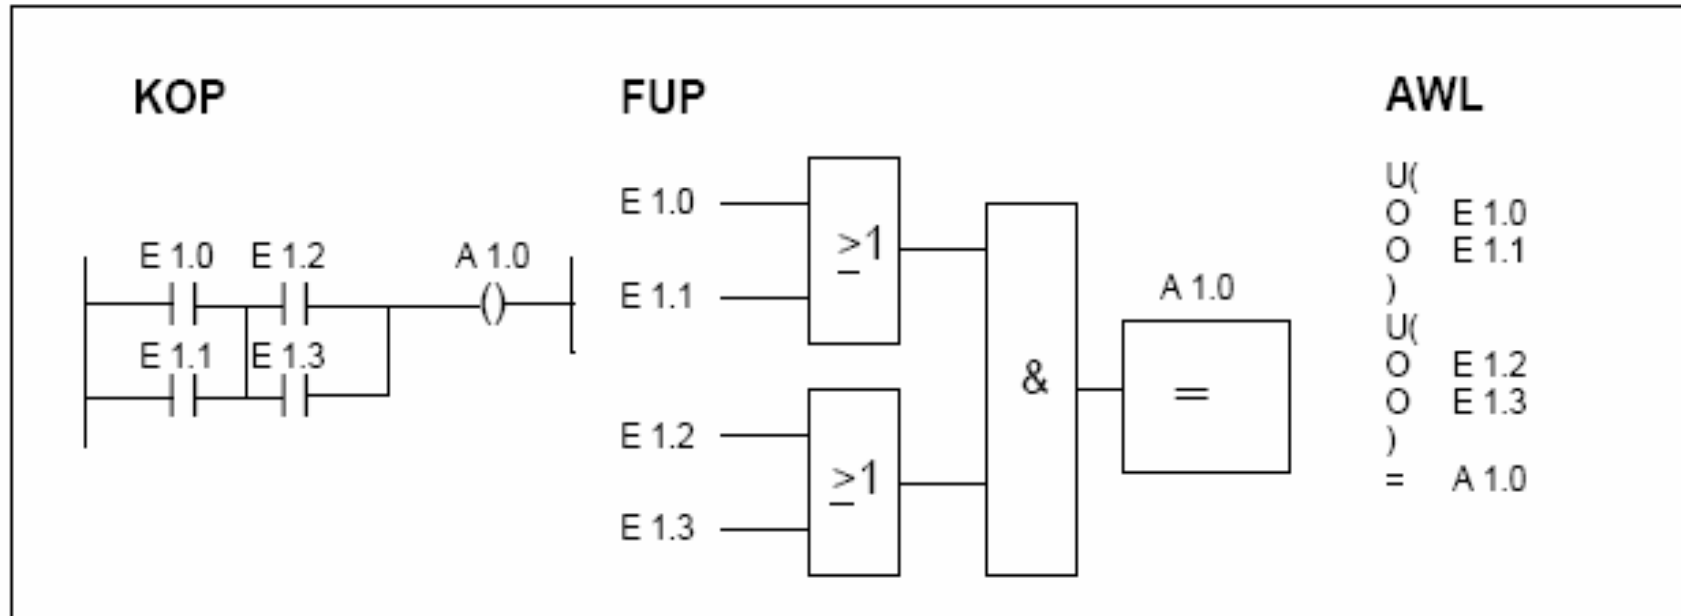 KOP
E 1.0 E 1.2 A 1.0
( )
E 1.1 E 1.3
FUP
E 1.0
≥1
E 1.1
E 1.2
≥1
E 1.3
&
A 1.0
=
AWL
U(
O E 1.0
O E 1.1
)
U(
O E 1.2
O E 1.3
)
= A 1.0